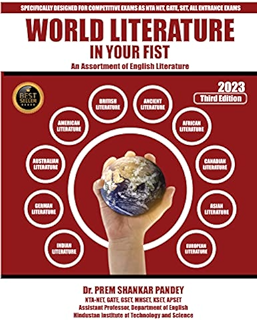 SPECIFICALLY DESIGNED FOR COMPETITIVE EXAMS AS NTA NET, GATE, SET, ALL ENTRANCE EXAMS
WORLD LITERATURE
IN YOUR FIST
An Assortment of English Literature
BEST
SELLER
2023
Third Edition
BRITISH
LITERATURE
ANCIENT
LITERATURE
AMERICAN
LITERATURE
AFRICAN
LITERATURE
AUSTRALIAN
LITERATURE
CANADIAN
LITERATURE
GERMAN
LITERATURE
ASIAN
LITERATURE
INDIAN
LITERATURE
EUROPEAN
LITERATURE
Dr. PREM SHANKAR PANDEY
NTA-NET, GATE, GSET, MHSET, KSET, APSET
Assistant Professor, Department of English
Hindustan Institute of Technology and Science